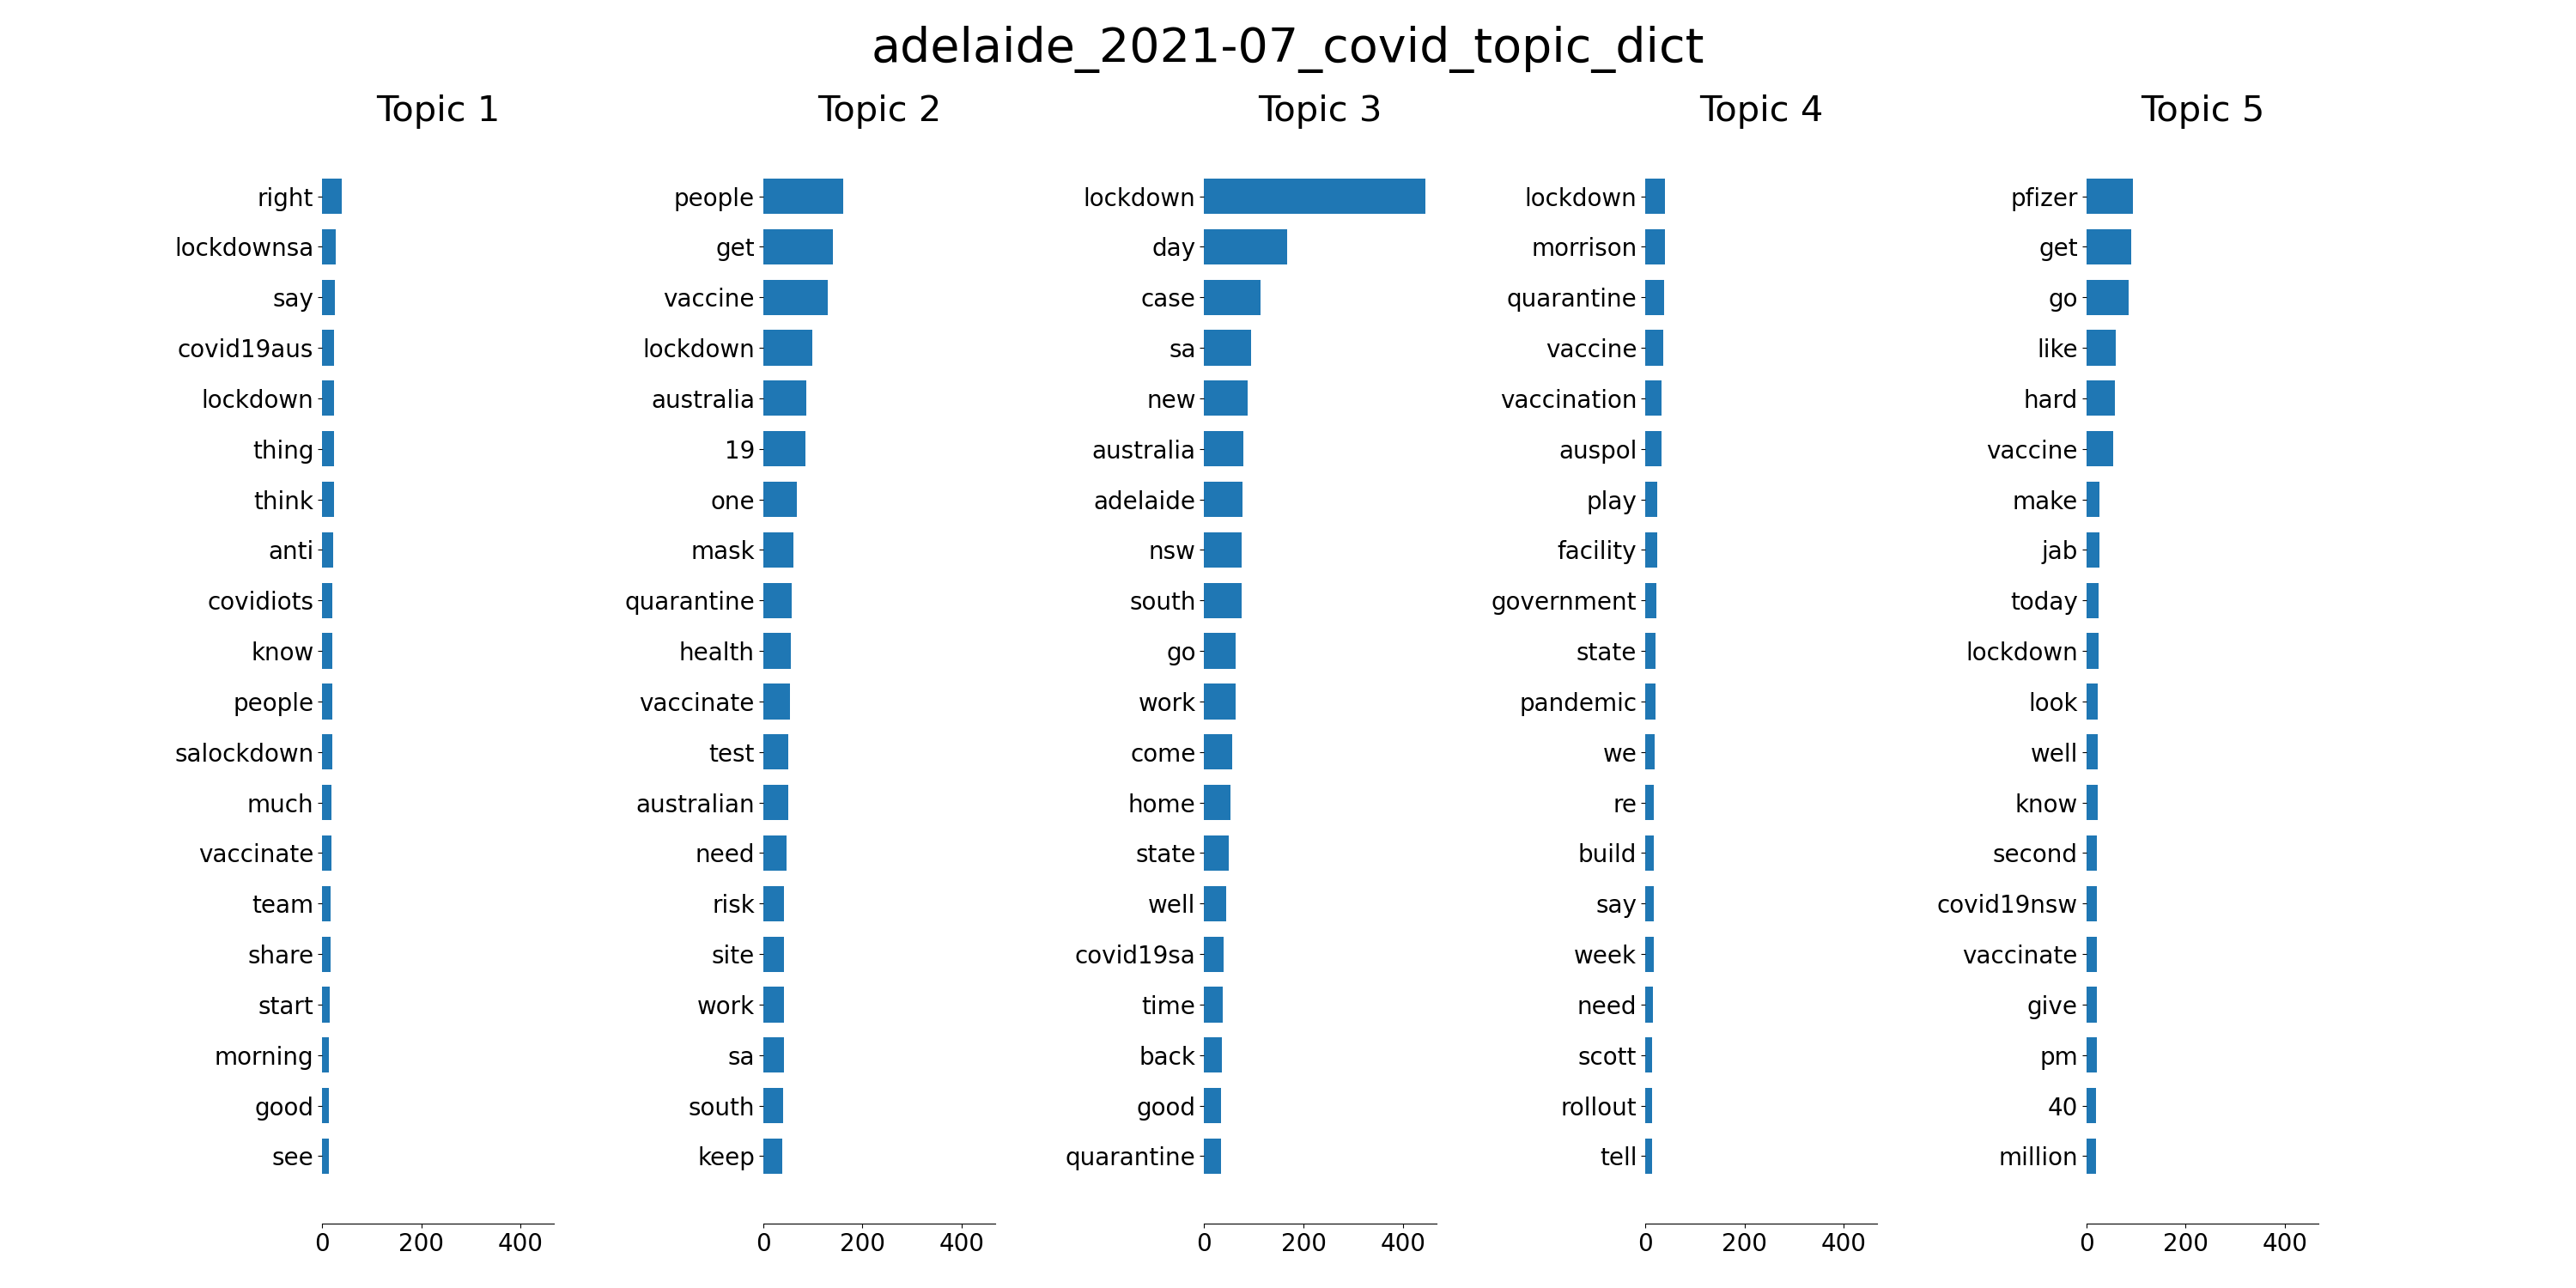 adelaide_2021-07_covid_topic_dict
Topic 1
right
lockdownsa
say
covid19aus
lockdown
thing
think
anti
covidiots
know
people
salockdown
much
vaccinate
team
share
start
morning
good
see
0 200 400
Topic 2
people
get
vaccine
lockdown
australia
19
one
mask
quarantine
health
vaccinate
test
australian
need
risk
site
work
sa
south
keep
0 200 400
Topic 3
lockdown
day
case
sa
new
australia
adelaide
nsw
south
go
work
come
home
state
well
covid19sa
time
back
good
quarantine
0 200 400
Topic 4
lockdown
morrison
quarantine
vaccine
vaccination
auspol
play
facility
government
state
pandemic
we
re
build
say
week
need
scott
rollout
tell
0 200 400
Topic 5
pfizer
get
go
like
hard
vaccine
make
jab
today
lockdown
look
well
know
second
covid19nsw
vaccinate
give
pm
40
million
0 200 400